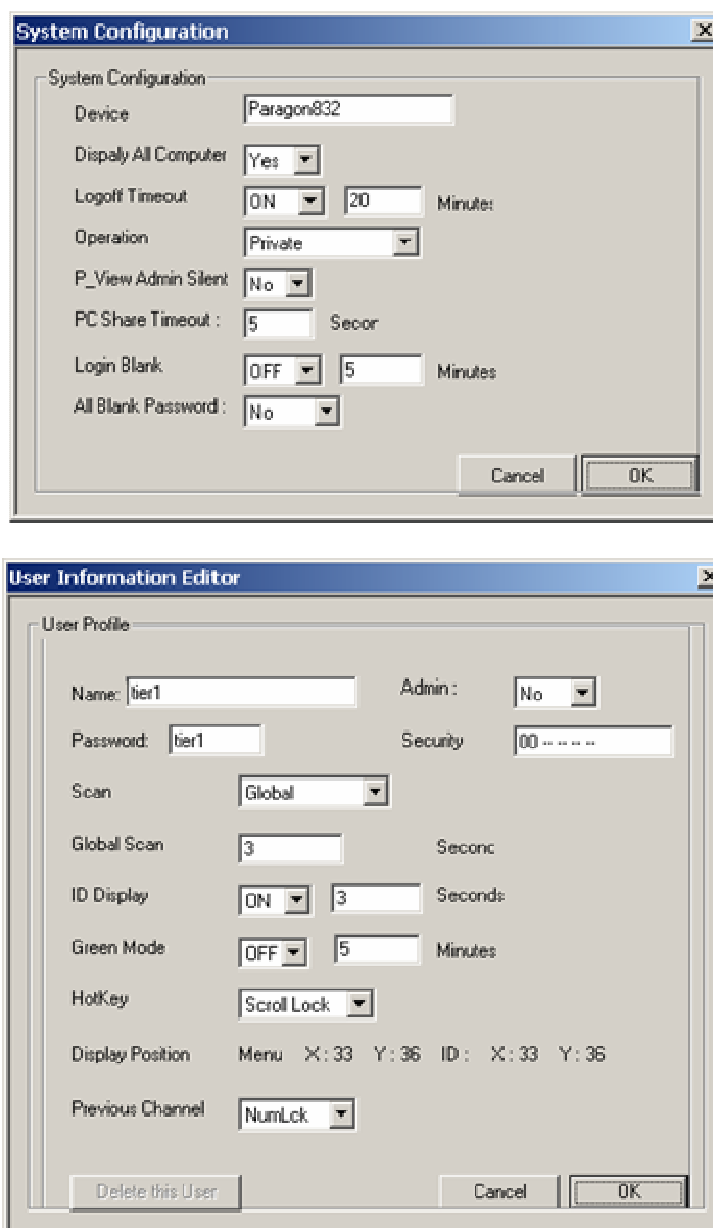 System Configuration
System Configuration
Device Paragon832
Dispally All Computer Yes
Logoff Timeout ON 20 Minutes
Operation Private
P_View Admin Silent No
PC Share Timeout : 5 Secor
Login Blank OFF 5 Minutes
All Blank Password : No
Cancel OK
User Information Editor
User Profile
Name: tier1 Admin : No
Password: tier1 Security 00 -- -- -- --
Scan Global
Global Scan 3 Second
ID Display ON 3 Seconds
Green Mode OFF 5 Minutes
HotKey Scroll Lock
Display Position Menu X : 33 Y : 36 ID : X : 33 Y : 36
Previous Channel NumLck
Delete this User Cancel OK